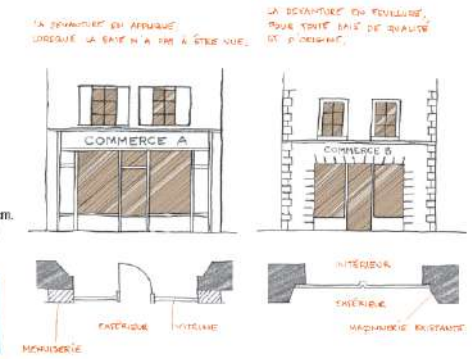 LA DEVANTURE EN APPLIQUE
LORSQUE LA BAIE N'A PAS À ÊTRE VUE.
LA DEVANTURE EN FEUILLURE,
POUR TOUTE BAIE DE QUALITÉ
ET D'ORIGINE.
COMMERCE A
COMMERCE B
m.
INTÉRIEUR
EXTÉRIEUR
VITRINE
EXTÉRIEUR
MAÇONNERIE EXISTANTE
MENUISERIE